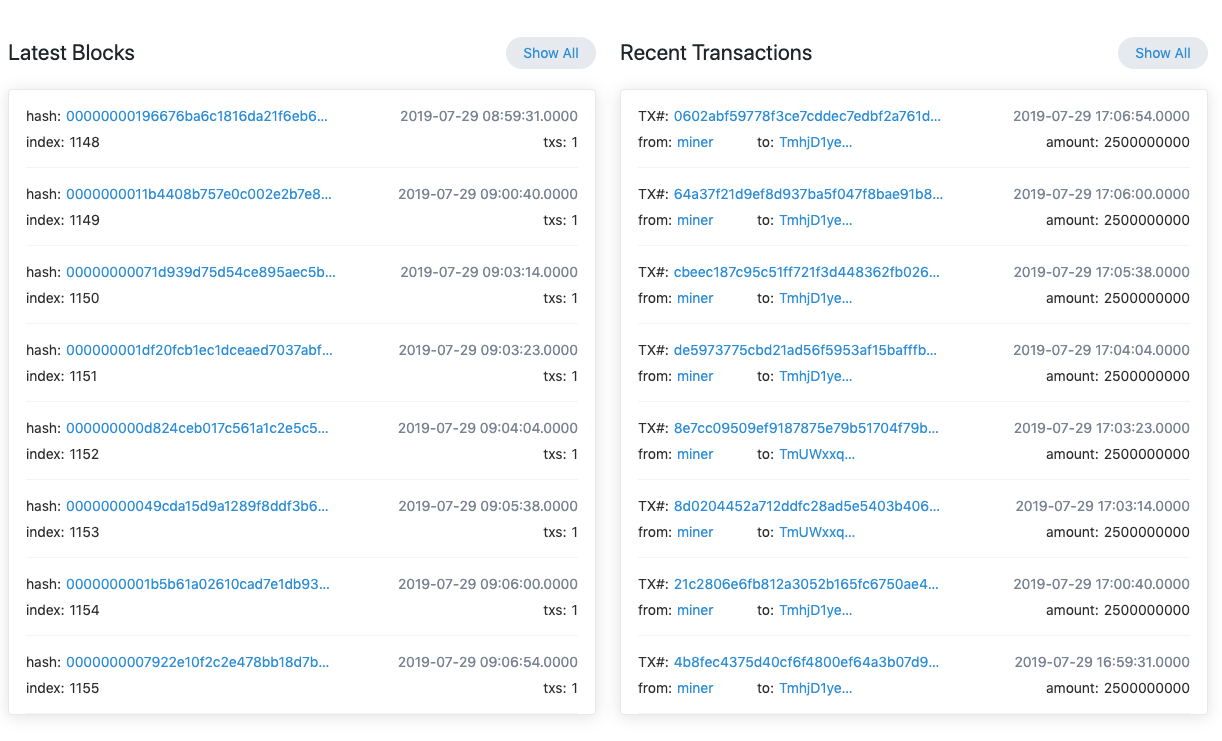 Latest Blocks
Show All
hash: 00000000196676ba6c1816da21f6eb6... 2019-07-29 08:59:31.0000
index: 1148 txs: 1
hash: 0000000011b4408b757e0c002e2b7e8... 2019-07-29 09:00:40.0000
index: 1149 txs: 1
hash: 00000000071d939d75d54ce895aec5b... 2019-07-29 09:03:14.0000
index: 1150 txs: 1
hash: 000000001df20fcb1ec1dceaed7037abf... 2019-07-29 09:03:23.0000
index: 1151 txs: 1
hash: 000000000d824ceb017c561a1c2e5c5... 2019-07-29 09:04:04.0000
index: 1152 txs: 1
hash: 00000000049cda15d9a1289f8ddf3b6... 2019-07-29 09:05:38.0000
index: 1153 txs: 1
hash: 0000000001b5b61a02610cad7e1db93... 2019-07-29 09:06:00.0000
index: 1154 txs: 1
hash: 0000000007922e10f2c2e478bb18d7b... 2019-07-29 09:06:54.0000
index: 1155 txs: 1
Recent Transactions
Show All
TX#: 0602abf59778f3ce7cddec7edbf2a761d... 2019-07-29 17:06:54.0000
from: miner to: TmhjD1ye... amount: 2500000000
TX#: 64a37f21d9ef8d937ba5f047f8bae91b8... 2019-07-29 17:06:00.0000
from: miner to: TmhjD1ye... amount: 2500000000
TX#: cbeec187c95c51ff721f3d448362fb026... 2019-07-29 17:05:38.0000
from: miner to: TmhjD1ye... amount: 2500000000
TX#: de5973775cbd21ad56f5953af15bafffb... 2019-07-29 17:04:04.0000
from: miner to: TmhjD1ye... amount: 2500000000
TX#: 8e7cc09509ef9187875e79b51704f79b... 2019-07-29 17:03:23.0000
from: miner to: TmUWxxq... amount: 2500000000
TX#: 8d0204452a712ddfc28ad5e5403b406... 2019-07-29 17:03:14.0000
from: miner to: TmUWxxq... amount: 2500000000
TX#: 21c2806e6fb812a3052b165fc6750ae4... 2019-07-29 17:00:40.0000
from: miner to: TmhjD1ye... amount: 2500000000
TX#: 4b8fec4375d40cf6f4800ef64a3b07d9... 2019-07-29 16:59:31.0000
from: miner to: TmhjD1ye... amount: 2500000000